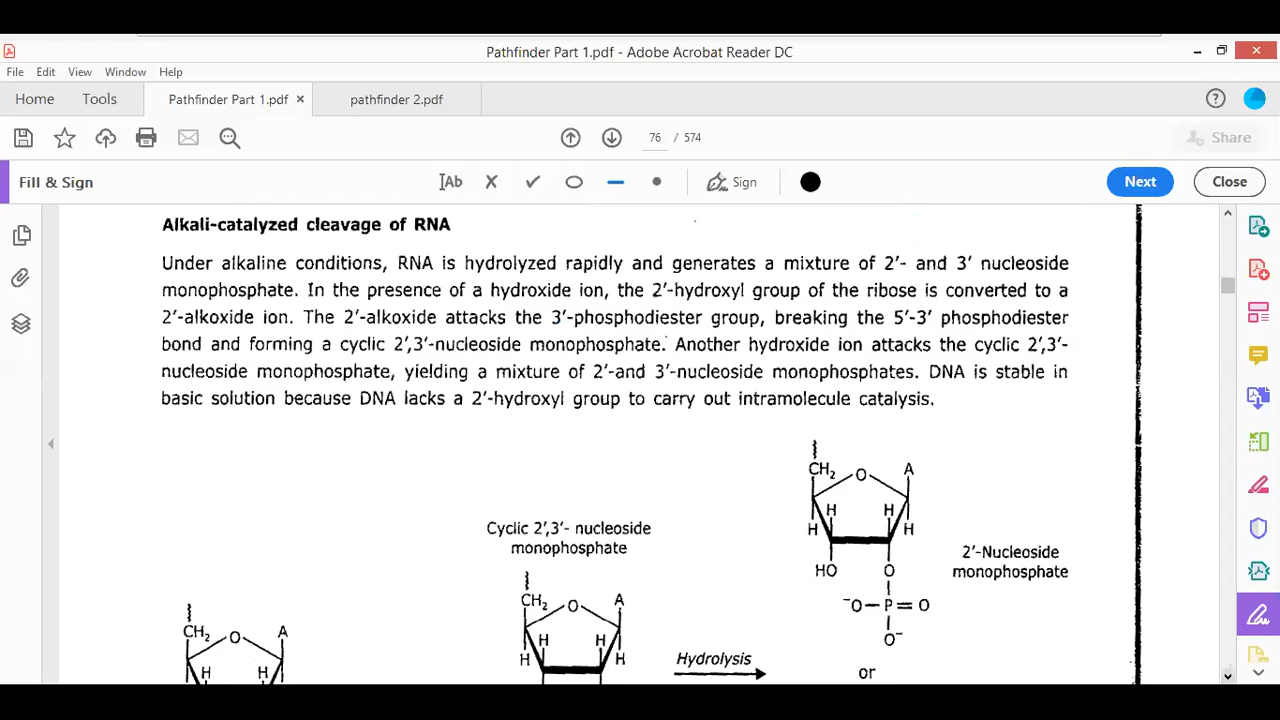 Pathfinder Part 1.pdf - Adobe Acrobat Reader DC
File Edit View Window Help
Home Tools Pathfinder Part 1.pdf × pathfinder 2.pdf
76 / 574
Share
Fill & Sign
Ab
Sign
Next
Close
Alkali-catalyzed cleavage of RNA
Under alkaline conditions, RNA is hydrolyzed rapidly and generates a mixture of 2′- and 3′ nucleoside
monophosphate. In the presence of a hydroxide ion, the 2′-hydroxyl group of the ribose is converted to a
2′-alkoxide ion. The 2′-alkoxide attacks the 3′-phosphodiester group, breaking the 5′-3′ phosphodiester
bond and forming a cyclic 2′,3′-nucleoside monophosphate. Another hydroxide ion attacks the cyclic 2′,3′-
nucleoside monophosphate, yielding a mixture of 2′-and 3′-nucleoside monophosphates. DNA is stable in
basic solution because DNA lacks a 2′-hydroxyl group to carry out intramolecule catalysis.
CH₂ O A
H H
H H
HO O
⁻O–P=O
O⁻
2′-Nucleoside
monophosphate
or
Cyclic 2′,3′- nucleoside
monophosphate
CH₂ O A
H H
H H
Hydrolysis
CH₂ O A
H H